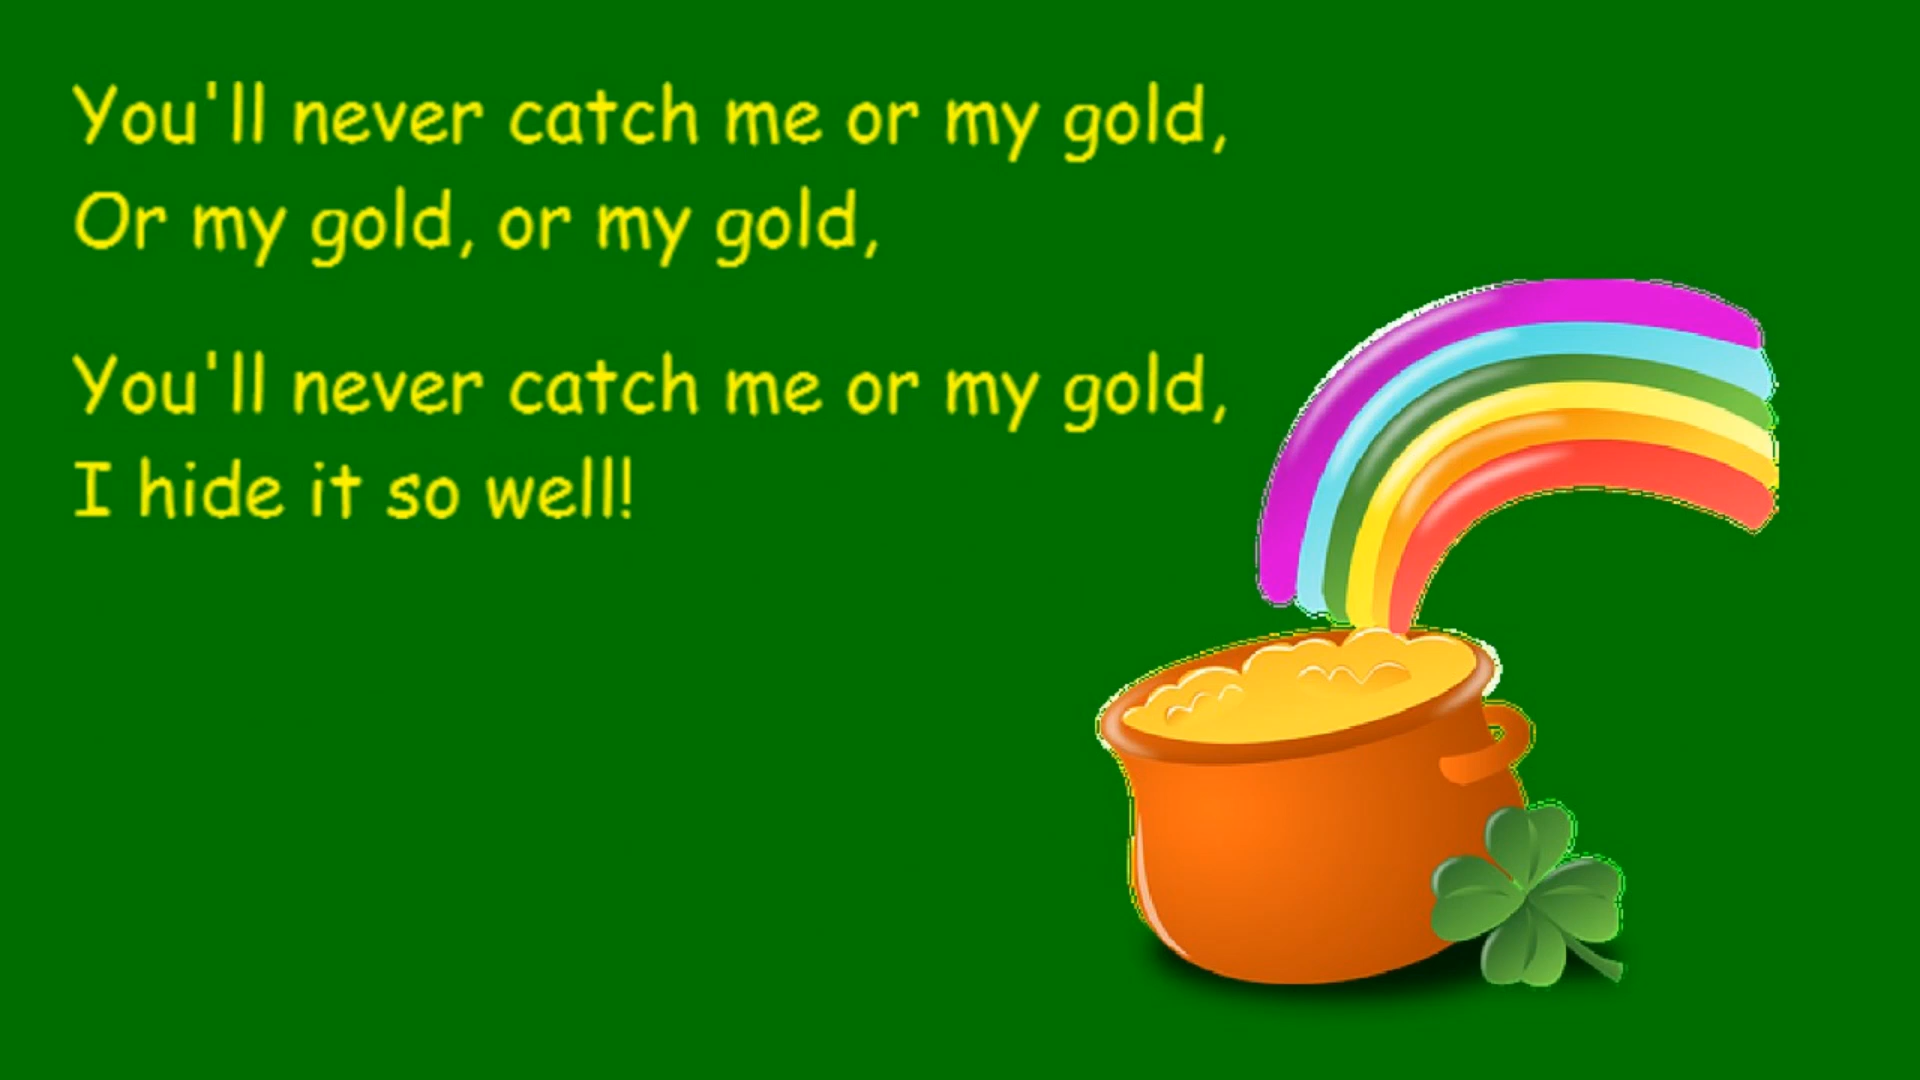 You'll never catch me or my gold,
Or my gold, or my gold,
You'll never catch me or my gold,
I hide it so well!